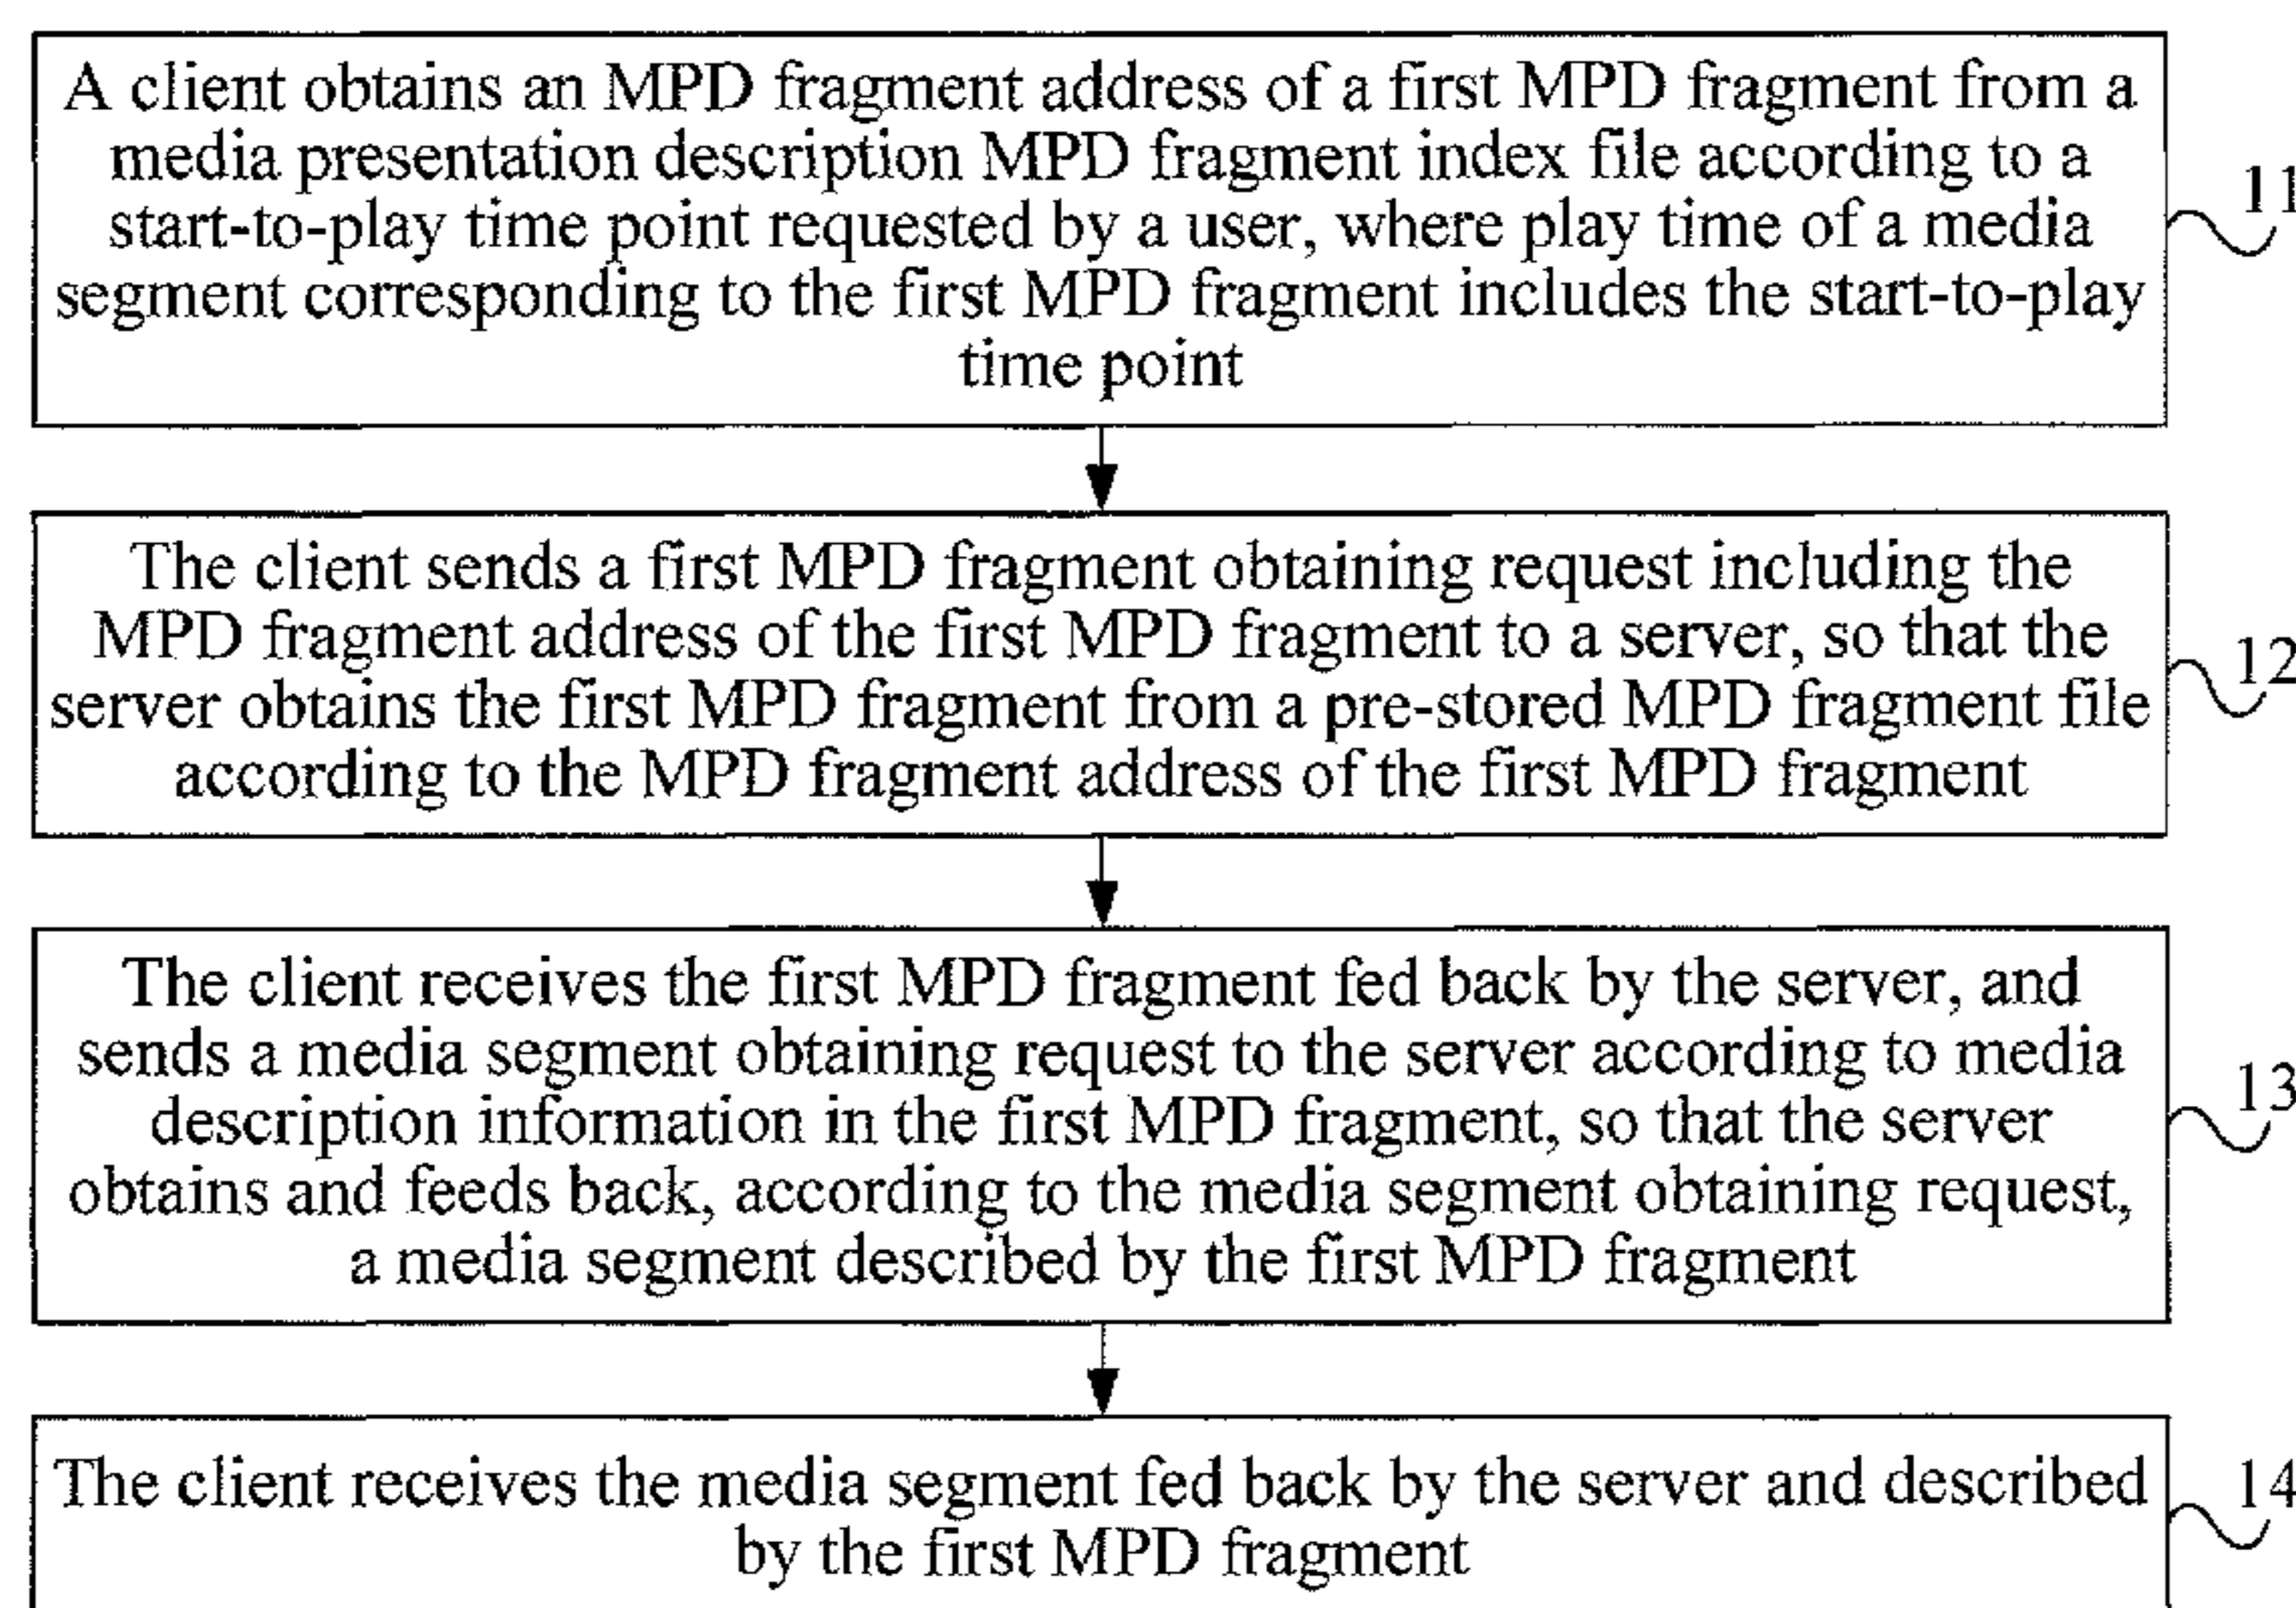 A client obtains an MPD fragment address of a first MPD fragment from a
media presentation description MPD fragment index file according to a
start-to-play time point requested by a user, where play time of a media
segment corresponding to the first MPD fragment includes the start-to-play
time point
11
The client sends a first MPD fragment obtaining request including the
MPD fragment address of the first MPD fragment to a server, so that the
server obtains the first MPD fragment from a pre-stored MPD fragment file
according to the MPD fragment address of the first MPD fragment
12
The client receives the first MPD fragment fed back by the server, and
sends a media segment obtaining request to the server according to media
description information in the first MPD fragment, so that the server
obtains and feeds back, according to the media segment obtaining request,
a media segment described by the first MPD fragment
13
The client receives the media segment fed back by the server and described
by the first MPD fragment
14